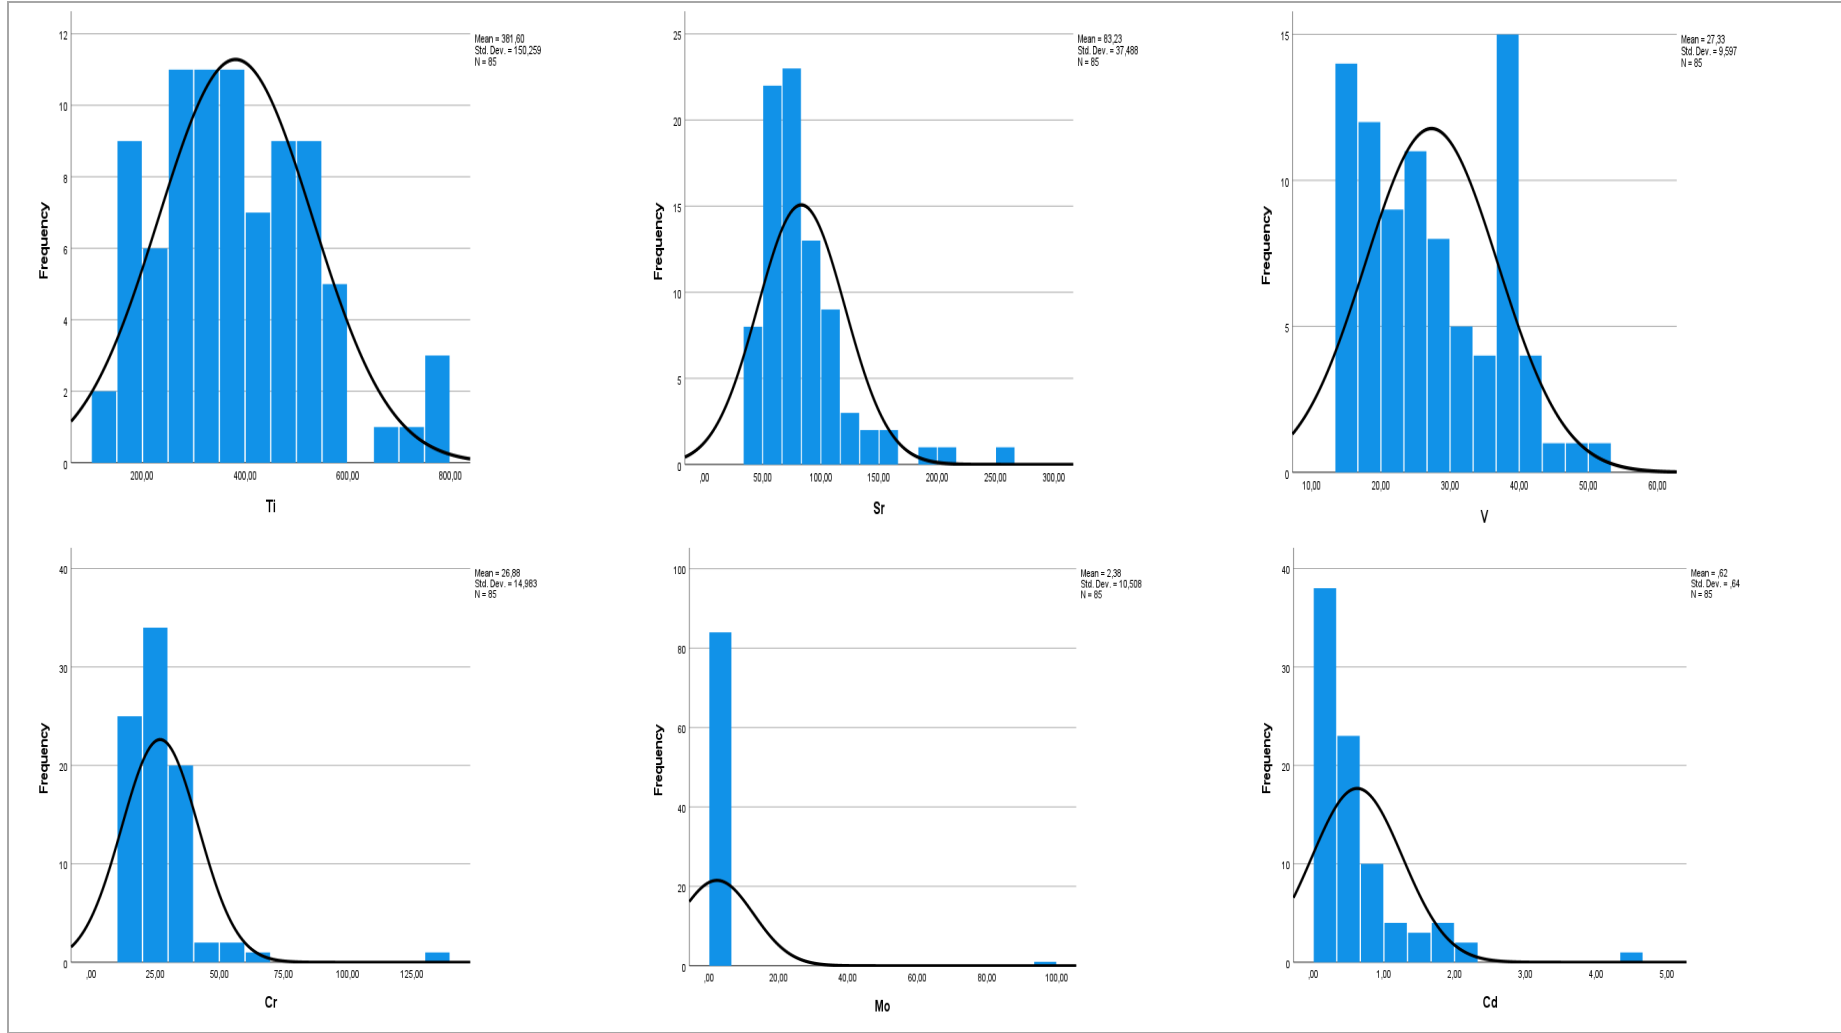 12
10
8
6
4
2
0
Frequency
200,00 400,00 600,00 800,00
Ti
Mean = 381,60
Std. Dev. = 150,259
N = 85
25
20
15
10
5
0
Frequency
,00 50,00 100,00 150,00 200,00 250,00 300,00
Sr
Mean = 83,23
Std. Dev. = 37,488
N = 85
15
10
5
0
Frequency
10,00 20,00 30,00 40,00 50,00 60,00
V
Mean = 27,33
Std. Dev. = 9,597
N = 85
40
30
20
10
0
Frequency
,00 25,00 50,00 75,00 100,00 125,00
Cr
Mean = 26,88
Std. Dev. = 14,983
N = 85
100
80
60
40
20
0
Frequency
,00 20,00 40,00 60,00 80,00 100,00
Mo
Mean = 2,38
Std. Dev. = 10,508
N = 85
40
30
20
10
0
Frequency
,00 1,00 2,00 3,00 4,00 5,00
Cd
Mean = ,62
Std. Dev. = ,64
N = 85